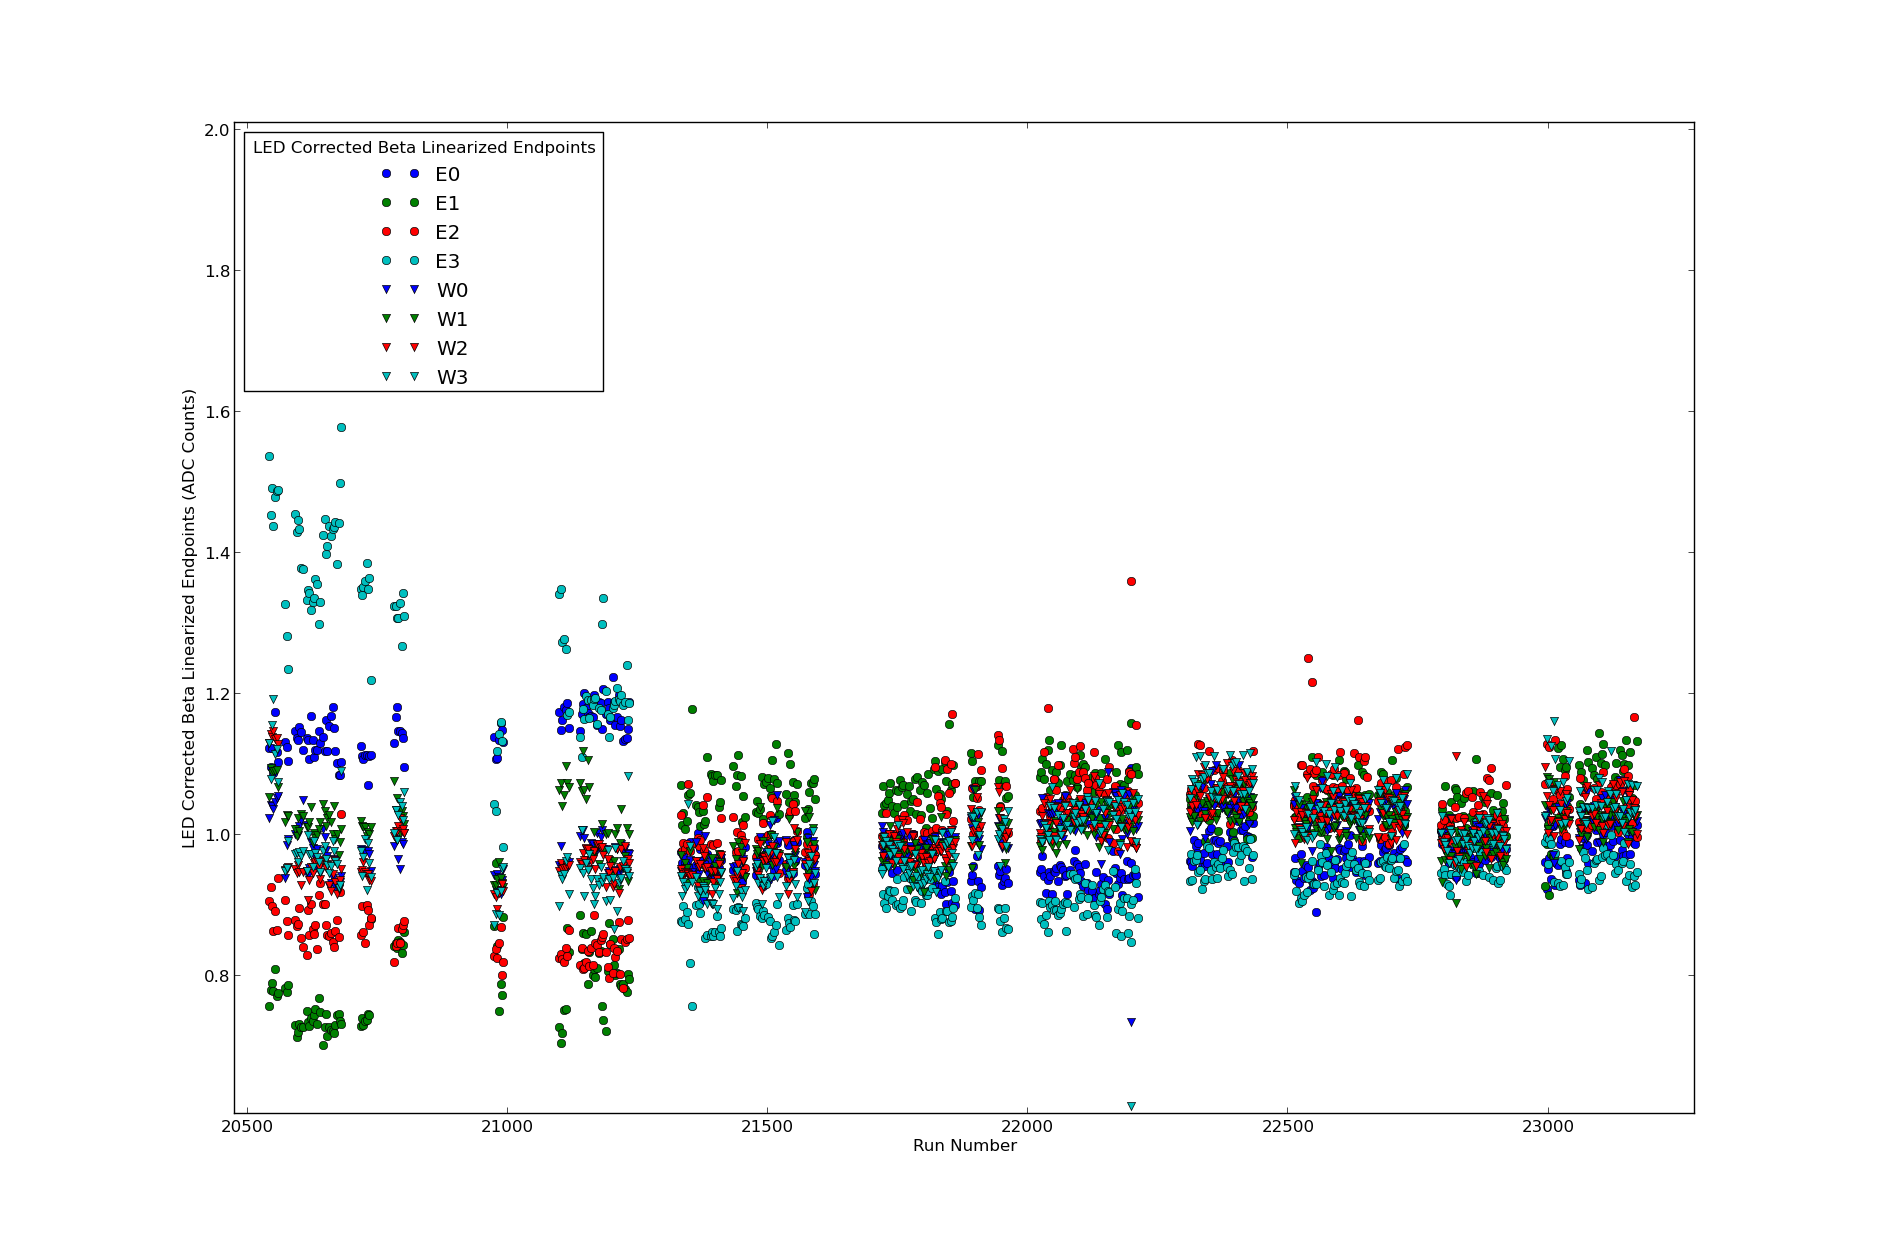 2.0
1.8
1.6
1.4
1.2
1.0
0.8
LED Corrected Beta Linearized Endpoints (ADC Counts)
LED Corrected Beta Linearized Endpoints
E0
E1
E2
E3
W0
W1
W2
W3
20500 21000 21500 22000 22500 23000
Run Number